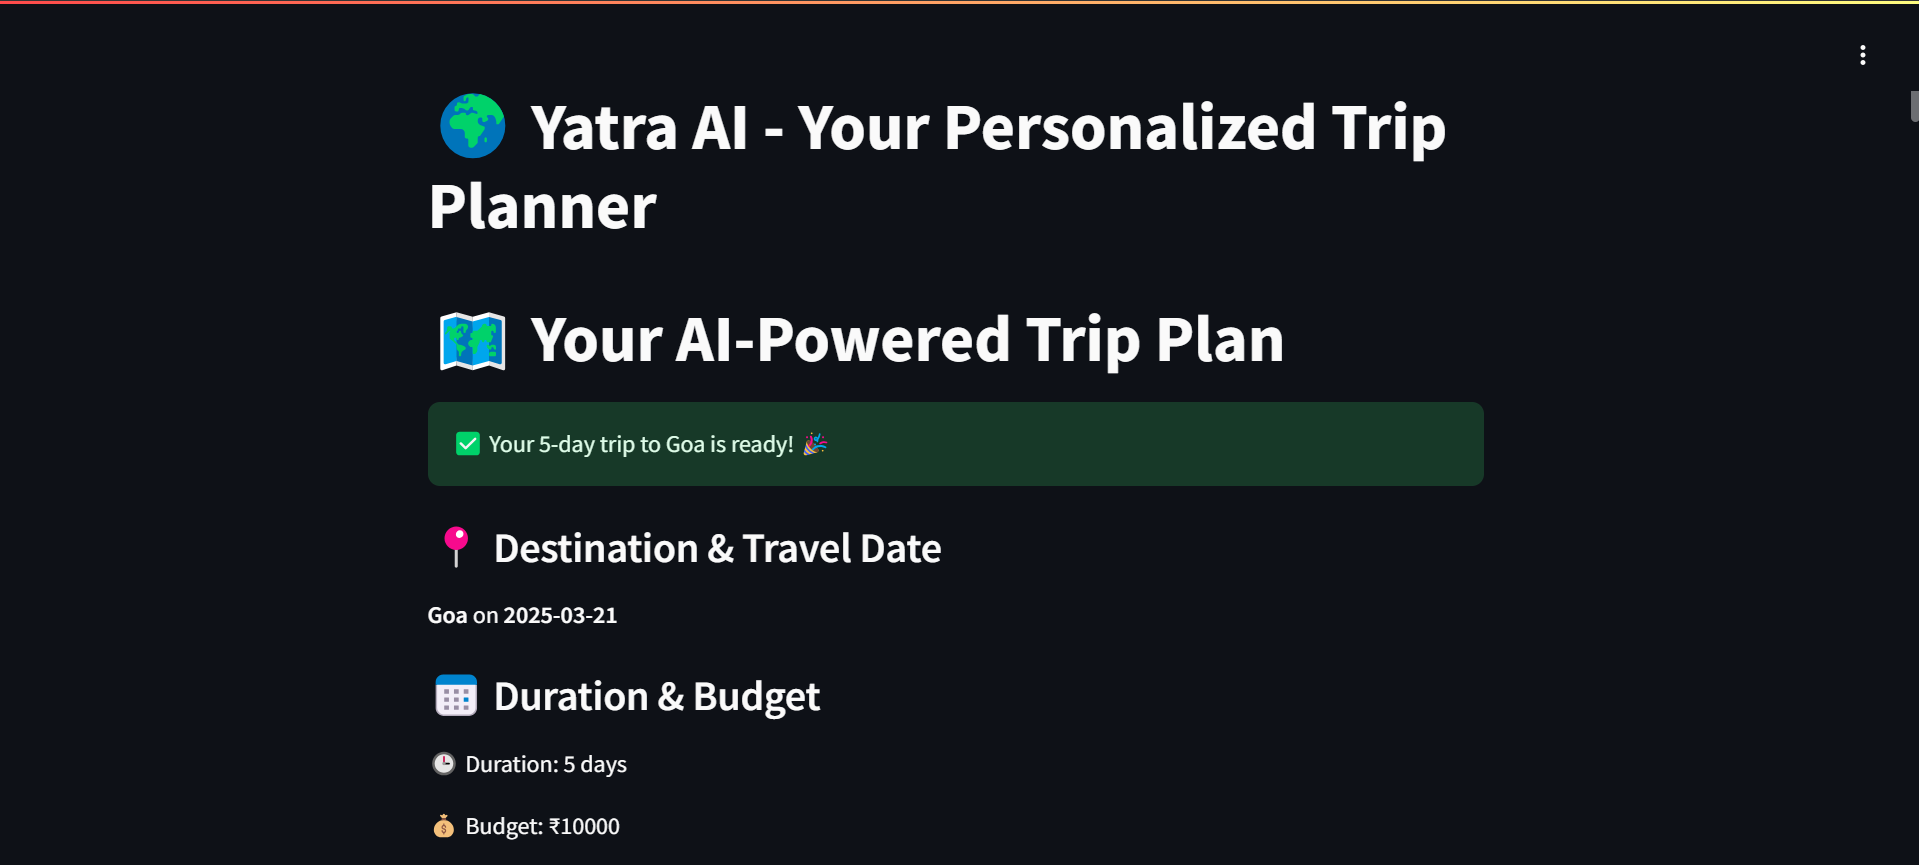 🌍 Yatra AI - Your Personalized Trip
Planner
🗺️ Your AI-Powered Trip Plan
✅ Your 5-day trip to Goa is ready! 🎉
📍 Destination & Travel Date
Goa on 2025-03-21
📅 Duration & Budget
🕒 Duration: 5 days
💰 Budget: ₹10000